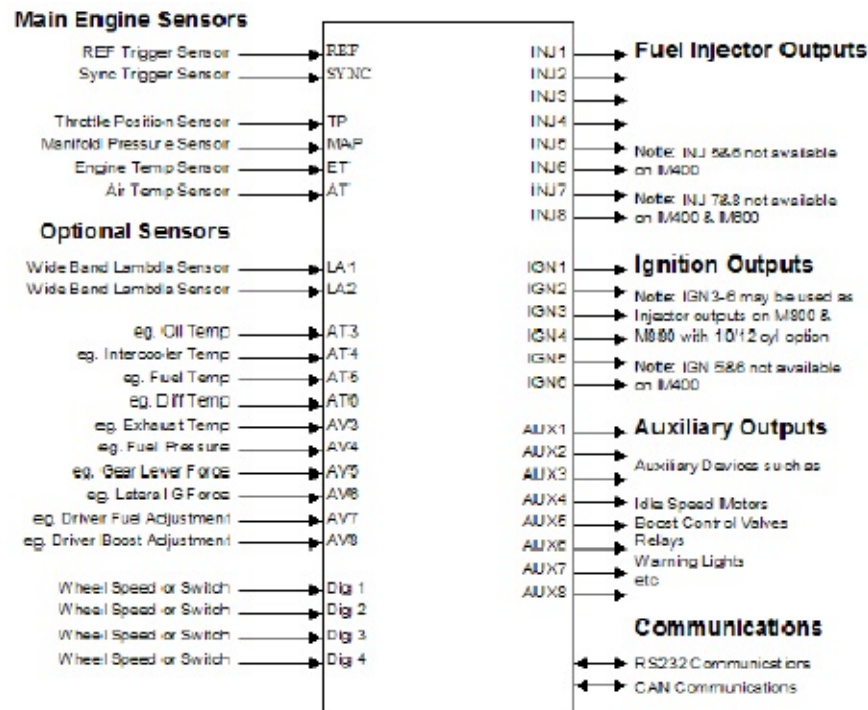 Main Engine Sensors
REF Trigger Sensor REF
Sync Trigger Sensor SYNC
Throttle Position Sensor TP
Manifold Pressure Sensor MAP
Engine Temp Sensor ET
Air Temp Sensor AT
Optional Sensors
Wide Band Lambda Sensor LA1
Wide Band Lambda Sensor LA2
eg. Oil Temp AT3
eg. Intercooler Temp AT4
eg. Fuel Temp AT5
eg. Diff Temp AT6
eg. Exhaust Temp AV3
eg. Fuel Pressure AV4
eg. Gear Lever Force AV5
eg. Lateral G Force AV6
eg. Driver Fuel Adjustment AV7
eg. Driver Boost Adjustment AV8
Wheel Speed or Switch Dig 1
Wheel Speed or Switch Dig 2
Wheel Speed or Switch Dig 3
Wheel Speed or Switch Dig 4
INJ1 Fuel Injector Outputs
INJ2
INJ3
INJ4
INJ5
INJ6
INJ7
INJ8
Note: INJ 5&6 not available
on M400
Note: INJ 7&8 not available
on M400 & M600
IGN1 Ignition Outputs
IGN2
IGN3
IGN4
IGN5
IGN6
Note: IGN3-6 may be used as
Injector outputs on M800 &
M880 with 10/12 cyl option
Note: IGN 5&6 not available
on M400
AUX1 Auxiliary Outputs
AUX2
AUX3
AUX4
AUX5
AUX6
AUX7
AUX8
Auxiliary Devices such as
Idle Speed Motors
Boost Control Valves
Relays
Warning Lights
etc
Communications
RS232 Communications
CAN Communications